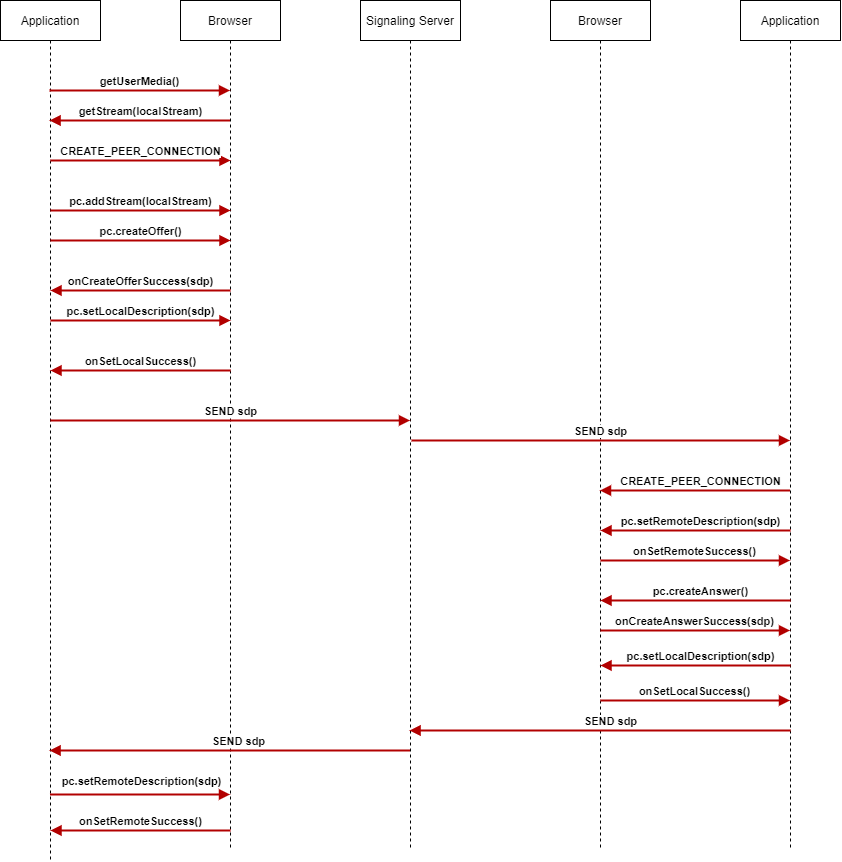 Application
Browser
Signaling Server
Browser
Application
getUserMedia()
getStream(localStream)
CREATE_PEER_CONNECTION
pc.addStream(localStream)
pc.createOffer()
onCreateOfferSuccess(sdp)
pc.setLocalDescription(sdp)
onSetLocalSuccess()
SEND sdp
SEND sdp
CREATE_PEER_CONNECTION
pc.setRemoteDescription(sdp)
onSetRemoteSuccess()
pc.createAnswer()
onCreateAnswerSuccess(sdp)
pc.setLocalDescription(sdp)
onSetLocalSuccess()
SEND sdp
SEND sdp
pc.setRemoteDescription(sdp)
onSetRemoteSuccess()